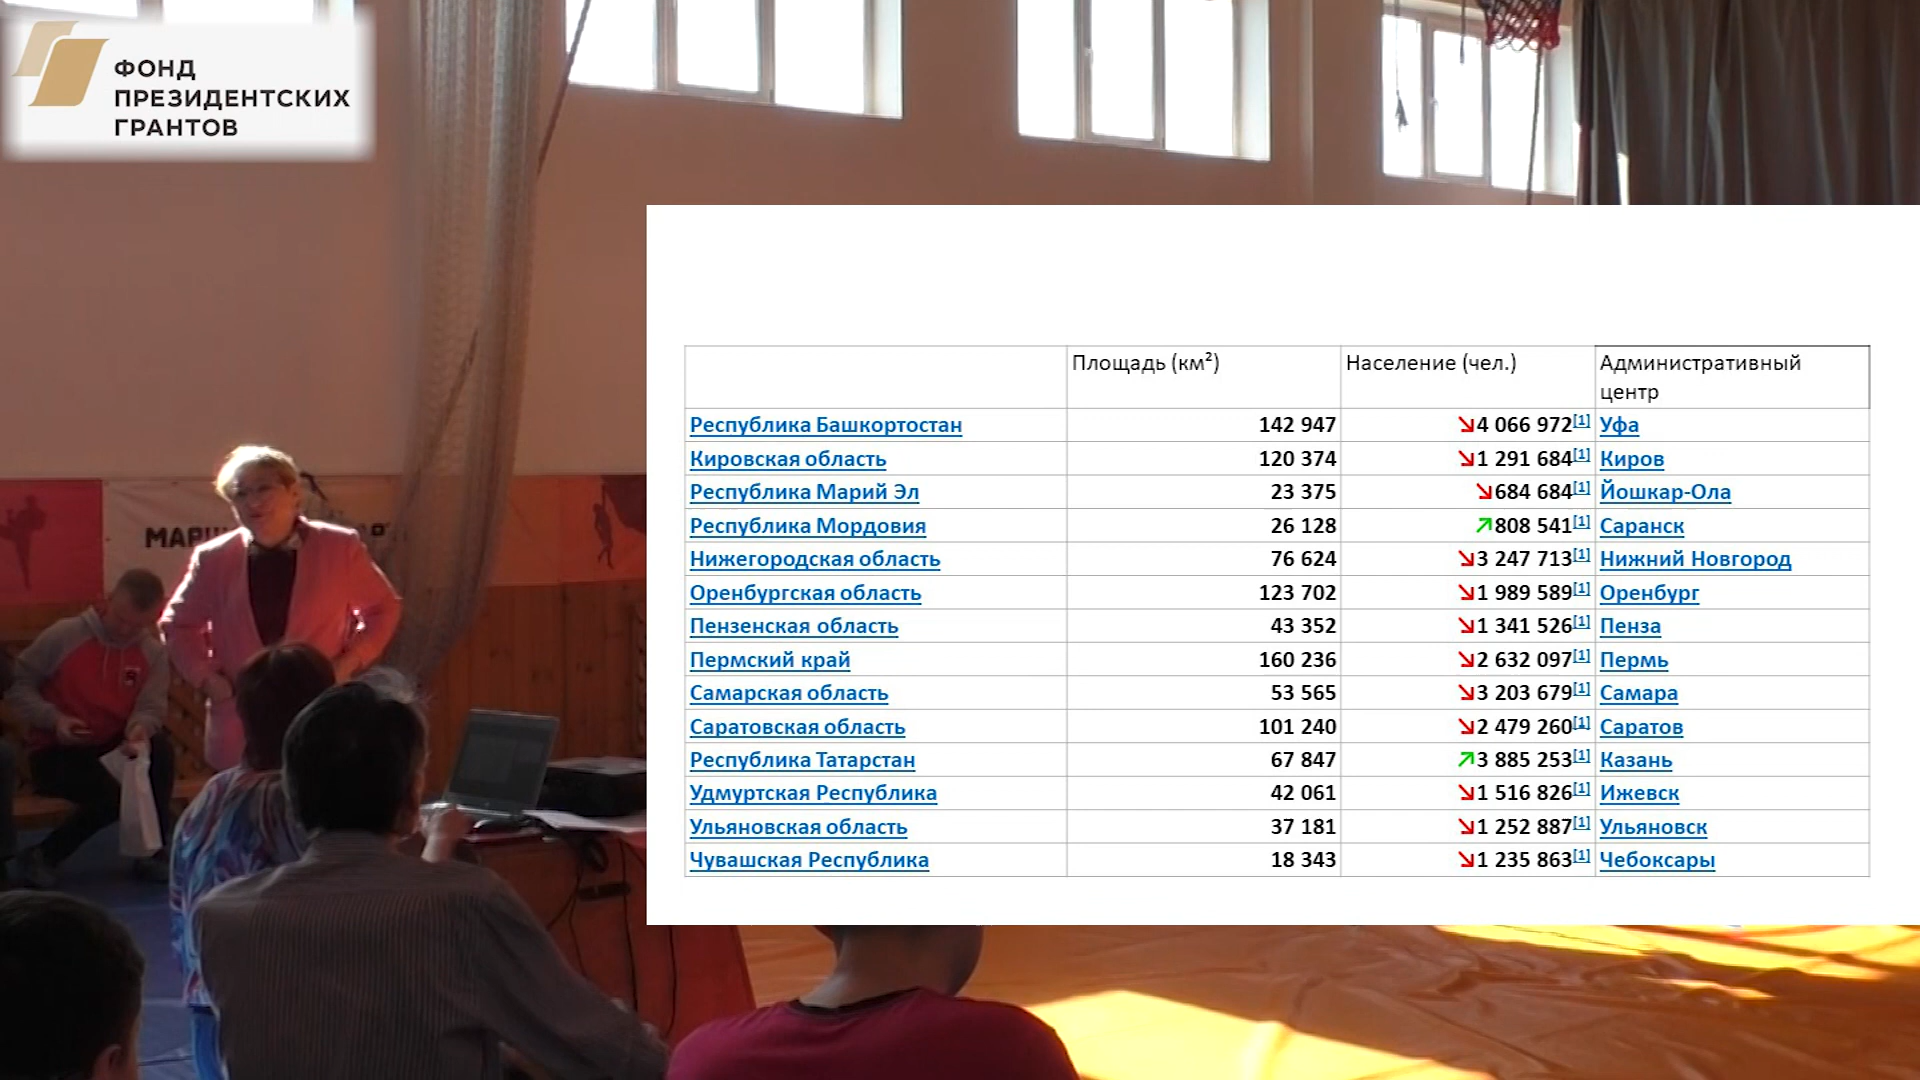 ФОНД
ПРЕЗИДЕНТСКИХ
ГРАНТОВ
Площадь (км²) Население (чел.) Административный
центр
Республика Башкортостан 142 947 ↘4 066 972[1] Уфа
Кировская область 120 374 ↘1 291 684[1] Киров
Республика Марий Эл 23 375 ↘684 684[1] Йошкар-Ола
Республика Мордовия 26 128 ↗808 541[1] Саранск
Нижегородская область 76 624 ↘3 247 713[1] Нижний Новгород
Оренбургская область 123 702 ↘1 989 589[1] Оренбург
Пензенская область 43 352 ↘1 341 526[1] Пенза
Пермский край 160 236 ↘2 632 097[1] Пермь
Самарская область 53 565 ↘3 203 679[1] Самара
Саратовская область 101 240 ↘2 479 260[1] Саратов
Республика Татарстан 67 847 ↗3 885 253[1] Казань
Удмуртская Республика 42 061 ↘1 516 826[1] Ижевск
Ульяновская область 37 181 ↘1 252 887[1] Ульяновск
Чувашская Республика 18 343 ↘1 235 863[1] Чебоксары